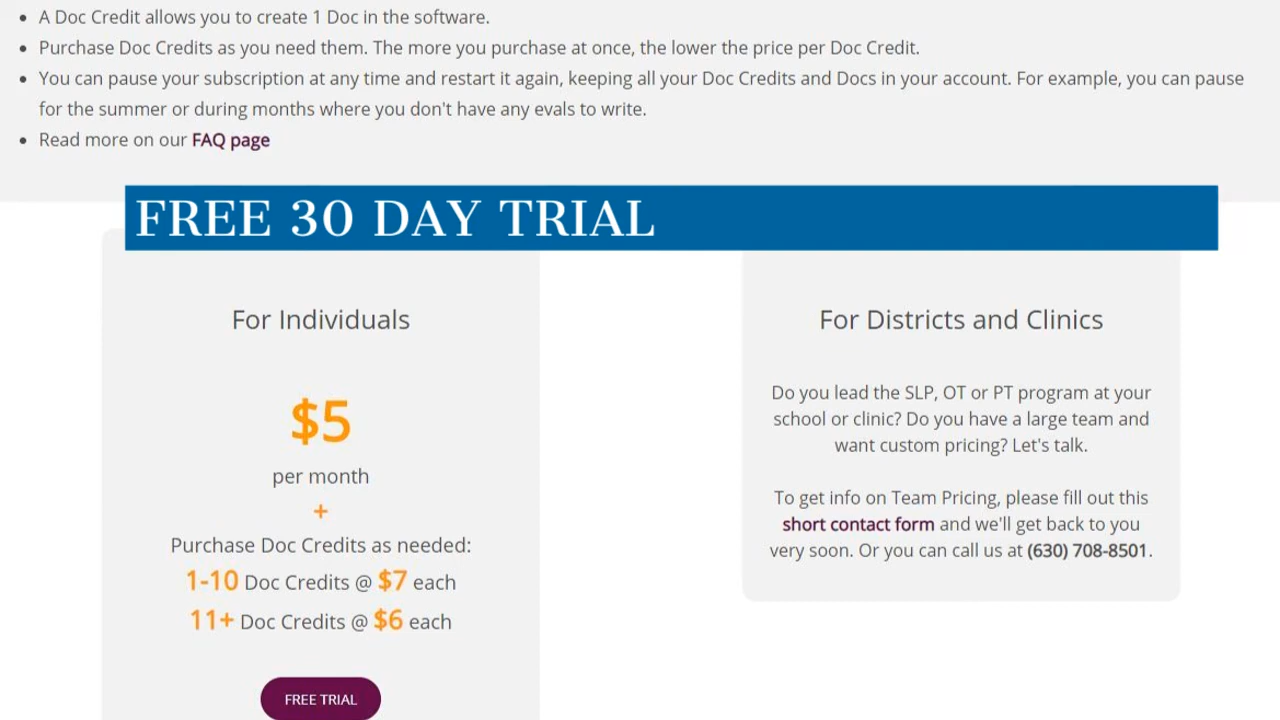 A Doc Credit allows you to create 1 Doc in the software.
Purchase Doc Credits as you need them. The more you purchase at once, the lower the price per Doc Credit.
You can pause your subscription at any time and restart it again, keeping all your Doc Credits and Docs in your account. For example, you can pause
for the summer or during months where you don't have any evals to write.
Read more on our FAQ page
FREE 30 DAY TRIAL
For Individuals
$5
per month
+
Purchase Doc Credits as needed:
1-10 Doc Credits @ $7 each
11+ Doc Credits @ $6 each
FREE TRIAL
For Districts and Clinics
Do you lead the SLP, OT or PT program at your
school or clinic? Do you have a large team and
want custom pricing? Let's talk.
To get info on Team Pricing, please fill out this
short contact form and we'll get back to you
very soon. Or you can call us at (630) 708-8501.